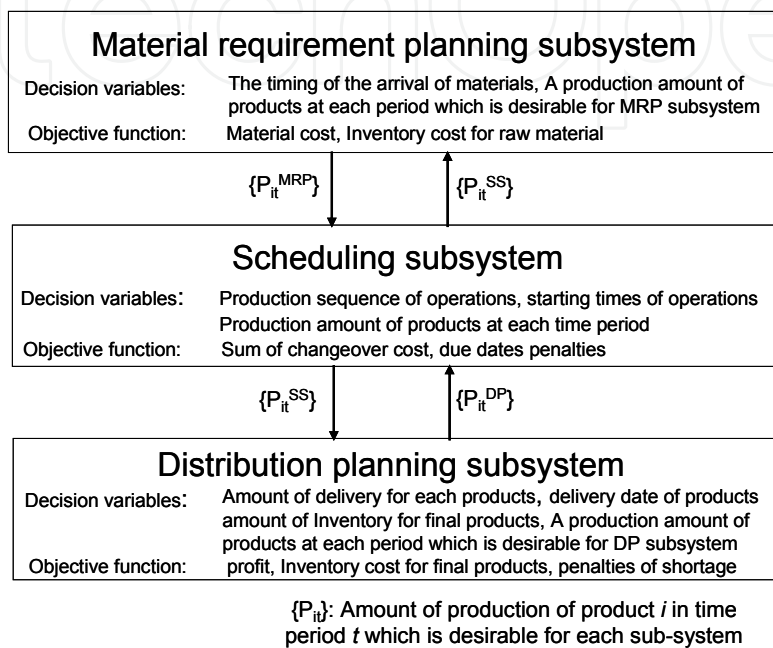 Material requirement planning subsystem
Decision variables: The timing of the arrival of materials, A production amount of
products at each period which is desirable for MRP subsystem
Objective function: Material cost, Inventory cost for raw material
{P_it^MRP} {P_it^SS}
Scheduling subsystem
Decision variables: Production sequence of operations, starting times of operations
Production amount of products at each time period
Objective function: Sum of changeover cost, due dates penalties
{P_it^SS} {P_it^DP}
Distribution planning subsystem
Decision variables: Amount of delivery for each products, delivery date of products
amount of Inventory for final products, A production amount of
products at each period which is desirable for DP subsystem
Objective function: profit, Inventory cost for final products, penalties of shortage
{P_it}: Amount of production of product i in time
period t which is desirable for each sub-system